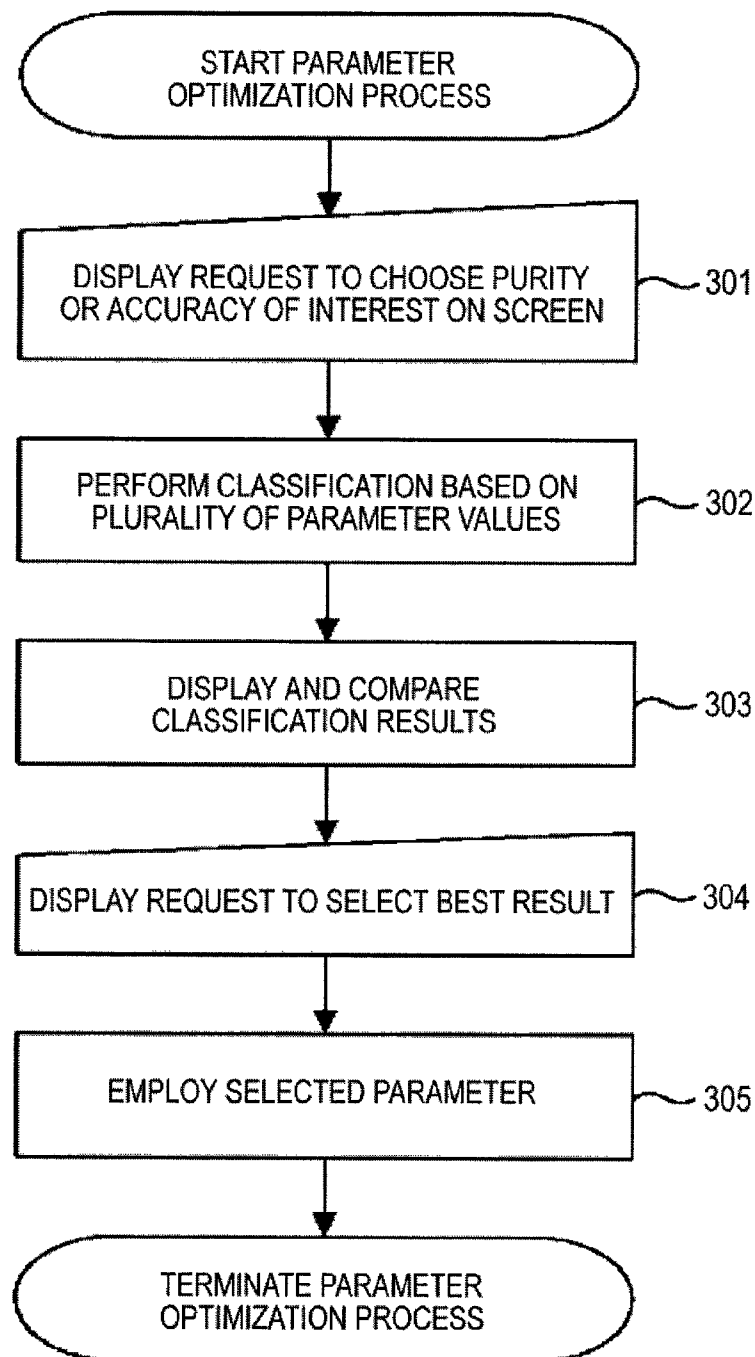 START PARAMETER
OPTIMIZATION PROCESS
DISPLAY REQUEST TO CHOOSE PURITY
OR ACCURACY OF INTEREST ON SCREEN
301
PERFORM CLASSIFICATION BASED ON
PLURALITY OF PARAMETER VALUES
302
DISPLAY AND COMPARE
CLASSIFICATION RESULTS
303
DISPLAY REQUEST TO SELECT BEST RESULT
304
EMPLOY SELECTED PARAMETER
305
TERMINATE PARAMETER
OPTIMIZATION PROCESS